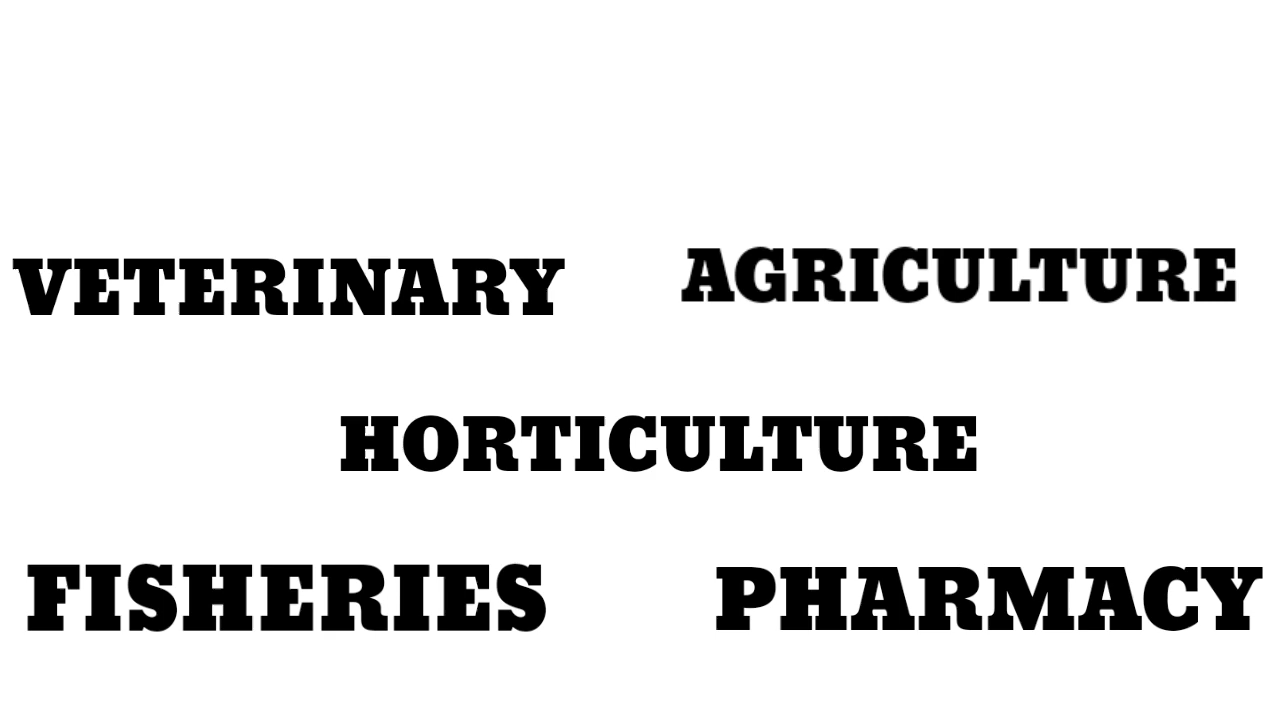 VETERINARY
AGRICULTURE
HORTICULTURE
FISHERIES
PHARMACY